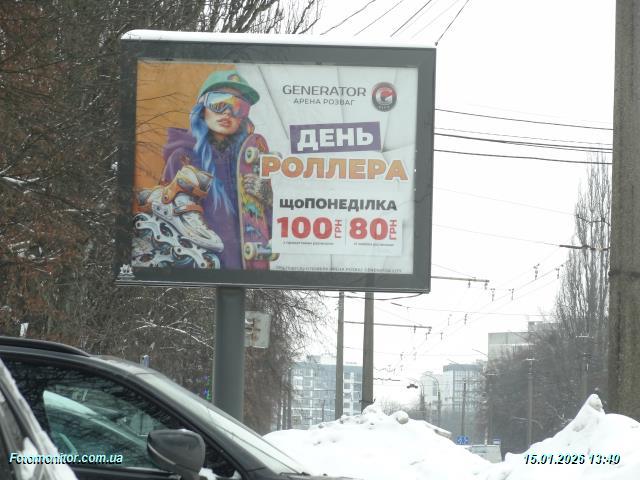 GENERATOR
АРЕНА РОЗВАГ
ДЕНЬ
РОЛЛЕРА
ЩОПОНЕДІЛКА
100 ГРН 80 ГРН
Fotomonitor.com.ua
15.01.2026 13:40